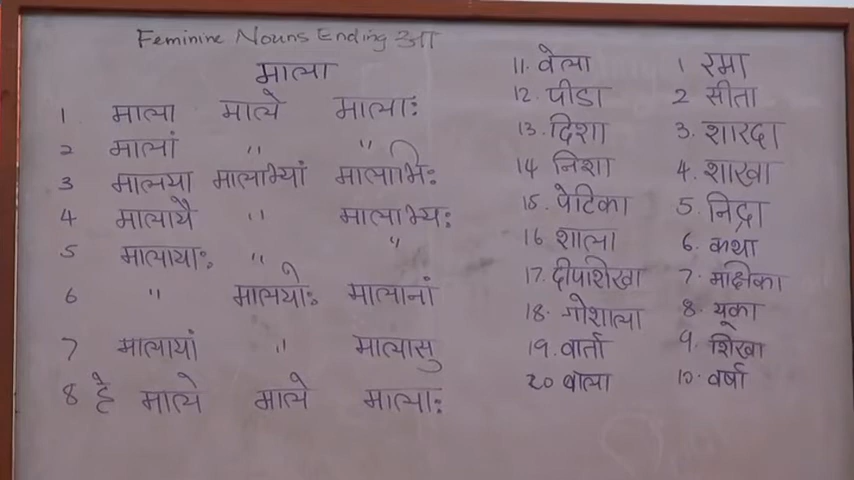 Feminine Nouns Ending आ
माला
1 माला माले मालाः
2 मालां " "
3 मालया मालाभ्यां मालाभिः
4 मालायै " मालाभ्यः
5 मालायाः " "
6 " मालयोः मालानां
7 मालायां " मालासु
8 हे माले माले मालाः
11. वेला
12. पीडा
13. दिशा
14 निशा
15. पेटिका
16 शाला
17. दीपशिखा
18. गोशाला
19. वार्ता
20 बाला
1 रमा
2 सीता
3. शारदा
4. शाखा
5. निद्रा
6. कथा
7. मक्षिका
8. यूका
9. शिखा
10. वर्षा